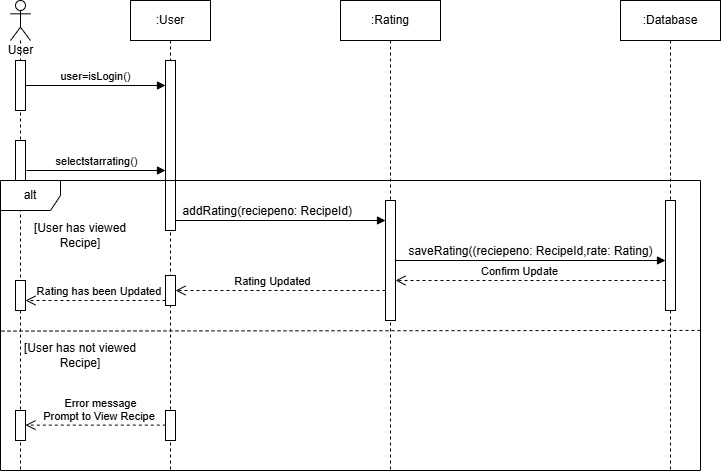 User
:User
:Rating
:Database
user=isLogin()
selectstarrating()
alt
addRating(reciepeno: RecipeId)
[User has viewed
Recipe]
saveRating((reciepeno: RecipeId,rate: Rating)
Confirm Update
Rating Updated
Rating has been Updated
[User has not viewed
Recipe]
Error message
Prompt to View Recipe